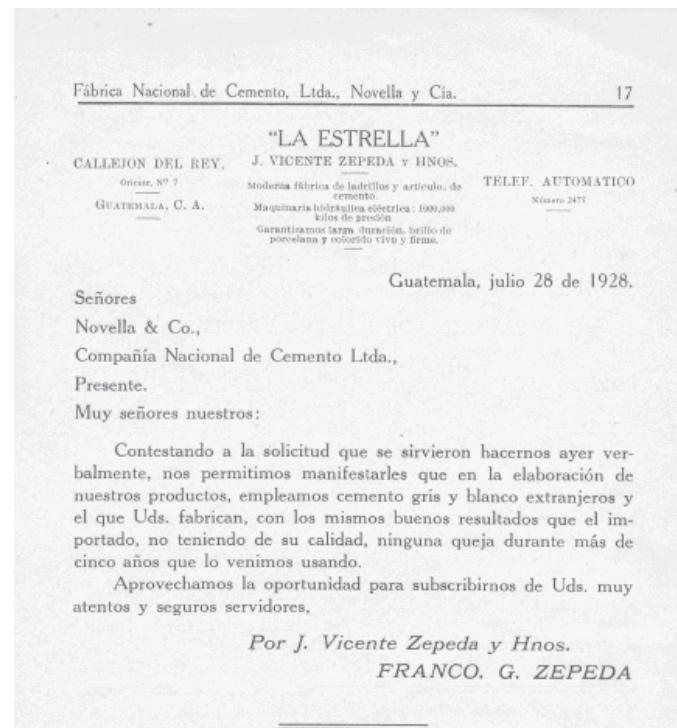 Fábrica Nacional de Cemento, Ltda., Novella y Cía. 17
"LA ESTRELLA"
J. VICENTE ZEPEDA Y HNOS.
CALLEJON DEL REY,
Oriente, Nº 7
GUATEMALA, C. A.
Moderna fábrica de ladrillos y artículo. de
cemento.
Maquinaria hidráulica eléctrica: 1000,000
kilos de presión
Garantizamos larga duración, brillo de
porcelana y colorido vivo y firme.
TELEF. AUTOMATICO
Número 2475
Guatemala, julio 28 de 1928.
Señores
Novella & Co.,
Compañía Nacional de Cemento Ltda.,
Presente.
Muy señores nuestros:
Contestando a la solicitud que se sirvieron hacernos ayer ver-
balmente, nos permitimos manifestarles que en la elaboración de
nuestros productos, empleamos cemento gris y blanco extranjeros y
el que Uds. fabrican, con los mismos buenos resultados que el im-
portado, no teniendo de su calidad, ninguna queja durante más de
cinco años que lo venimos usando.
Aprovechamos la oportunidad para subscribirnos de Uds. muy
atentos y seguros servidores,
Por J. Vicente Zepeda y Hnos.
FRANCO. G. ZEPEDA